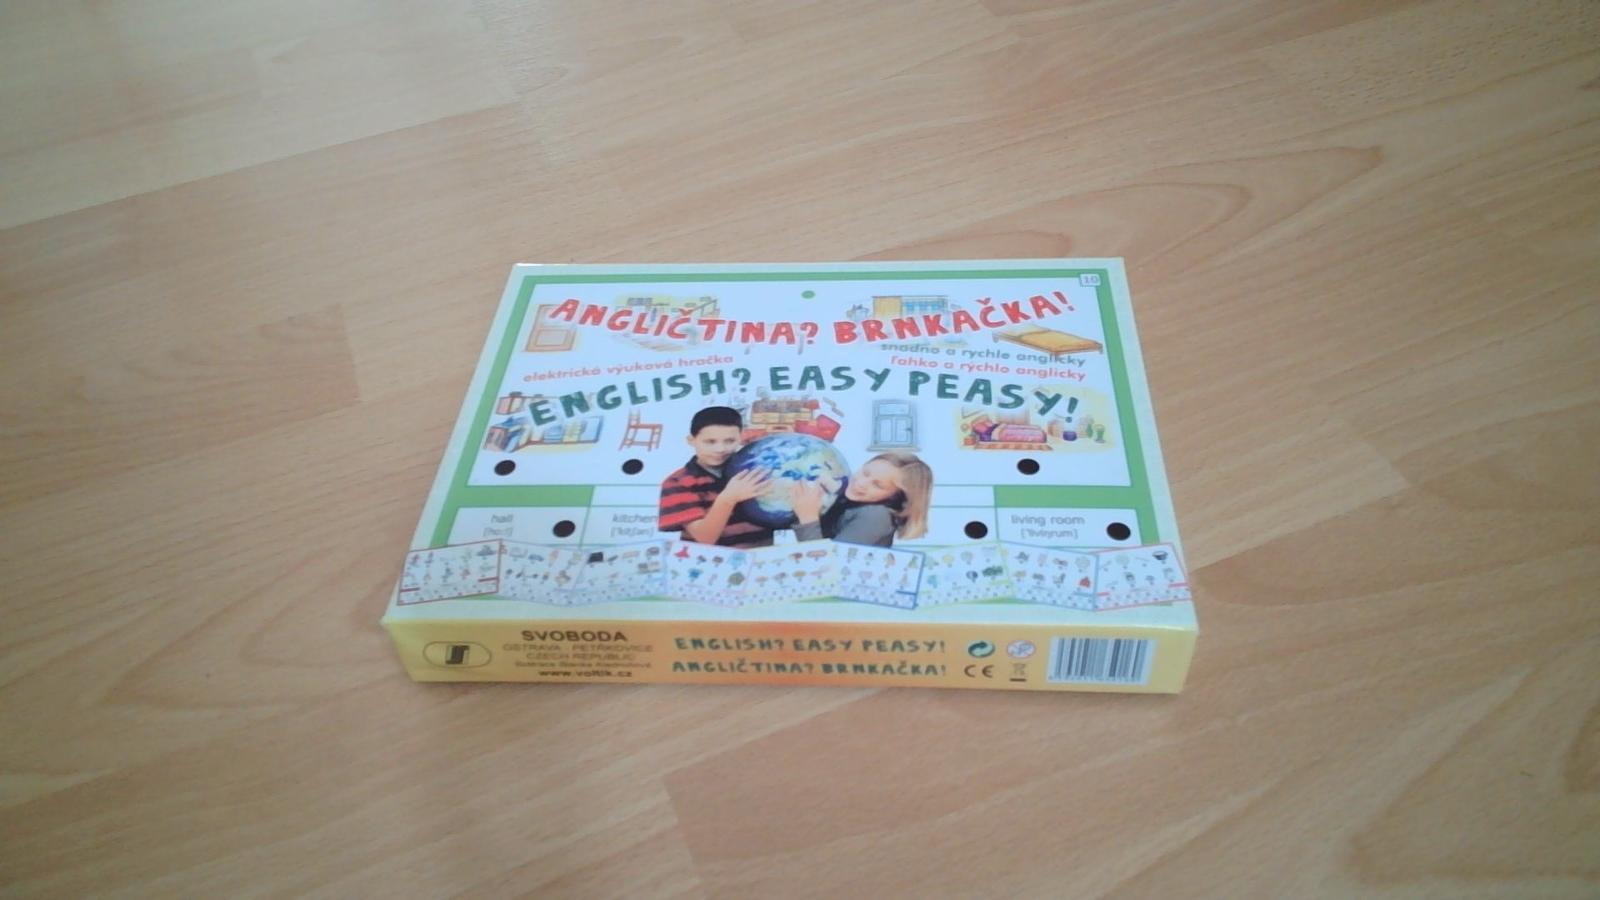 10
ANGLIČTINA? BRNKAČKA!
snadno a rychle anglicky
elektrická výuková hračka
ľahko a rýchlo anglicky
ENGLISH? EASY PEASY!
hall
kitchen
living room
SVOBODA
OSTRAVA - PETŘKOVICE
CZECH REPUBLIC
www.voltik.cz
ENGLISH? EASY PEASY!
ANGLIČTINA? BRNKAČKA!
CE